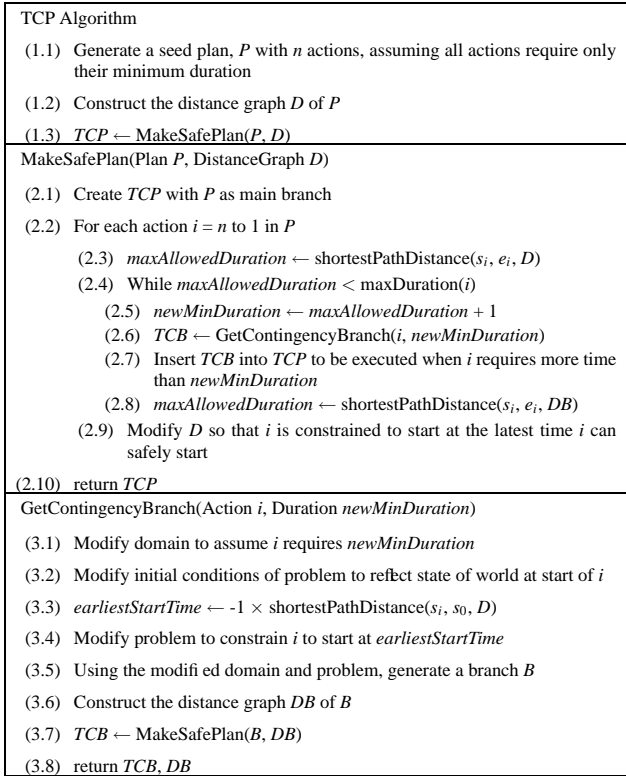 TCP Algorithm
(1.1) Generate a seed plan, P with n actions, assuming all actions require only
their minimum duration
(1.2) Construct the distance graph D of P
(1.3) TCP ← MakeSafePlan(P, D)
MakeSafePlan(Plan P, DistanceGraph D)
(2.1) Create TCP with P as main branch
(2.2) For each action i = n to 1 in P
(2.3) maxAllowedDuration ← shortestPathDistance(sᵢ, eᵢ, D)
(2.4) While maxAllowedDuration < maxDuration(i)
(2.5) newMinDuration ← maxAllowedDuration + 1
(2.6) TCB ← GetContingencyBranch(i, newMinDuration)
(2.7) Insert TCB into TCP to be executed when i requires more time
than newMinDuration
(2.8) maxAllowedDuration ← shortestPathDistance(sᵢ, eᵢ, DB)
(2.9) Modify D so that i is constrained to start at the latest time i can
safely start
(2.10) return TCP
GetContingencyBranch(Action i, Duration newMinDuration)
(3.1) Modify domain to assume i requires newMinDuration
(3.2) Modify initial conditions of problem to reflect state of world at start of i
(3.3) earliestStartTime ← -1 × shortestPathDistance(sᵢ, s₀, D)
(3.4) Modify problem to constrain i to start at earliestStartTime
(3.5) Using the modified domain and problem, generate a branch B
(3.6) Construct the distance graph DB of B
(3.7) TCB ← MakeSafePlan(B, DB)
(3.8) return TCB, DB